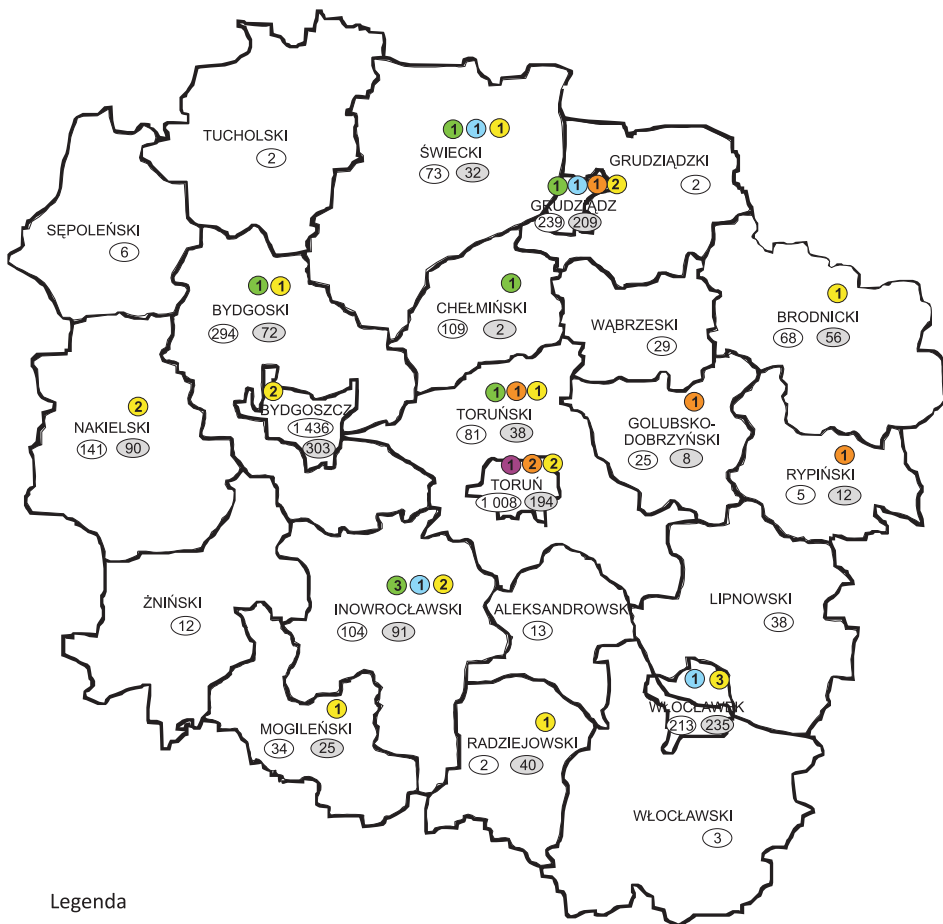 TUCHOLSKI
2
1 1 1
ŚWIECKI
73 32
GRUDZIĄDZKI
2
1 1 1 2
GRUDZIĄDZ
239 209
SĘPOLEŃSKI
6
1 1
BYDGOSKI
294 72
1
CHEŁMIŃSKI
109 2
WĄBRZESKI
29
1
BRODNICKI
68 56
2
NAKIELSKI
141 90
2
BYDGOSZCZ
1 436
303
1 1 1
TORUŃSKI
81 38
1 2 2
TORUŃ
1 008 194
1
GOLUBSKO-
DOBRZYŃSKI
25 8
1
RYPIŃSKI
5 12
ŻNIŃSKI
12
3 1 2
INOWROCŁAWSKI
104 91
ALEKSANDROWSK
13
LIPNOWSKI
38
1
MOGILEŃSKI
34 25
1
RADZIEJOWSKI
2 40
1 3
WŁOCŁAWEK
213 235
WŁOCŁAWSKI
3
Legenda